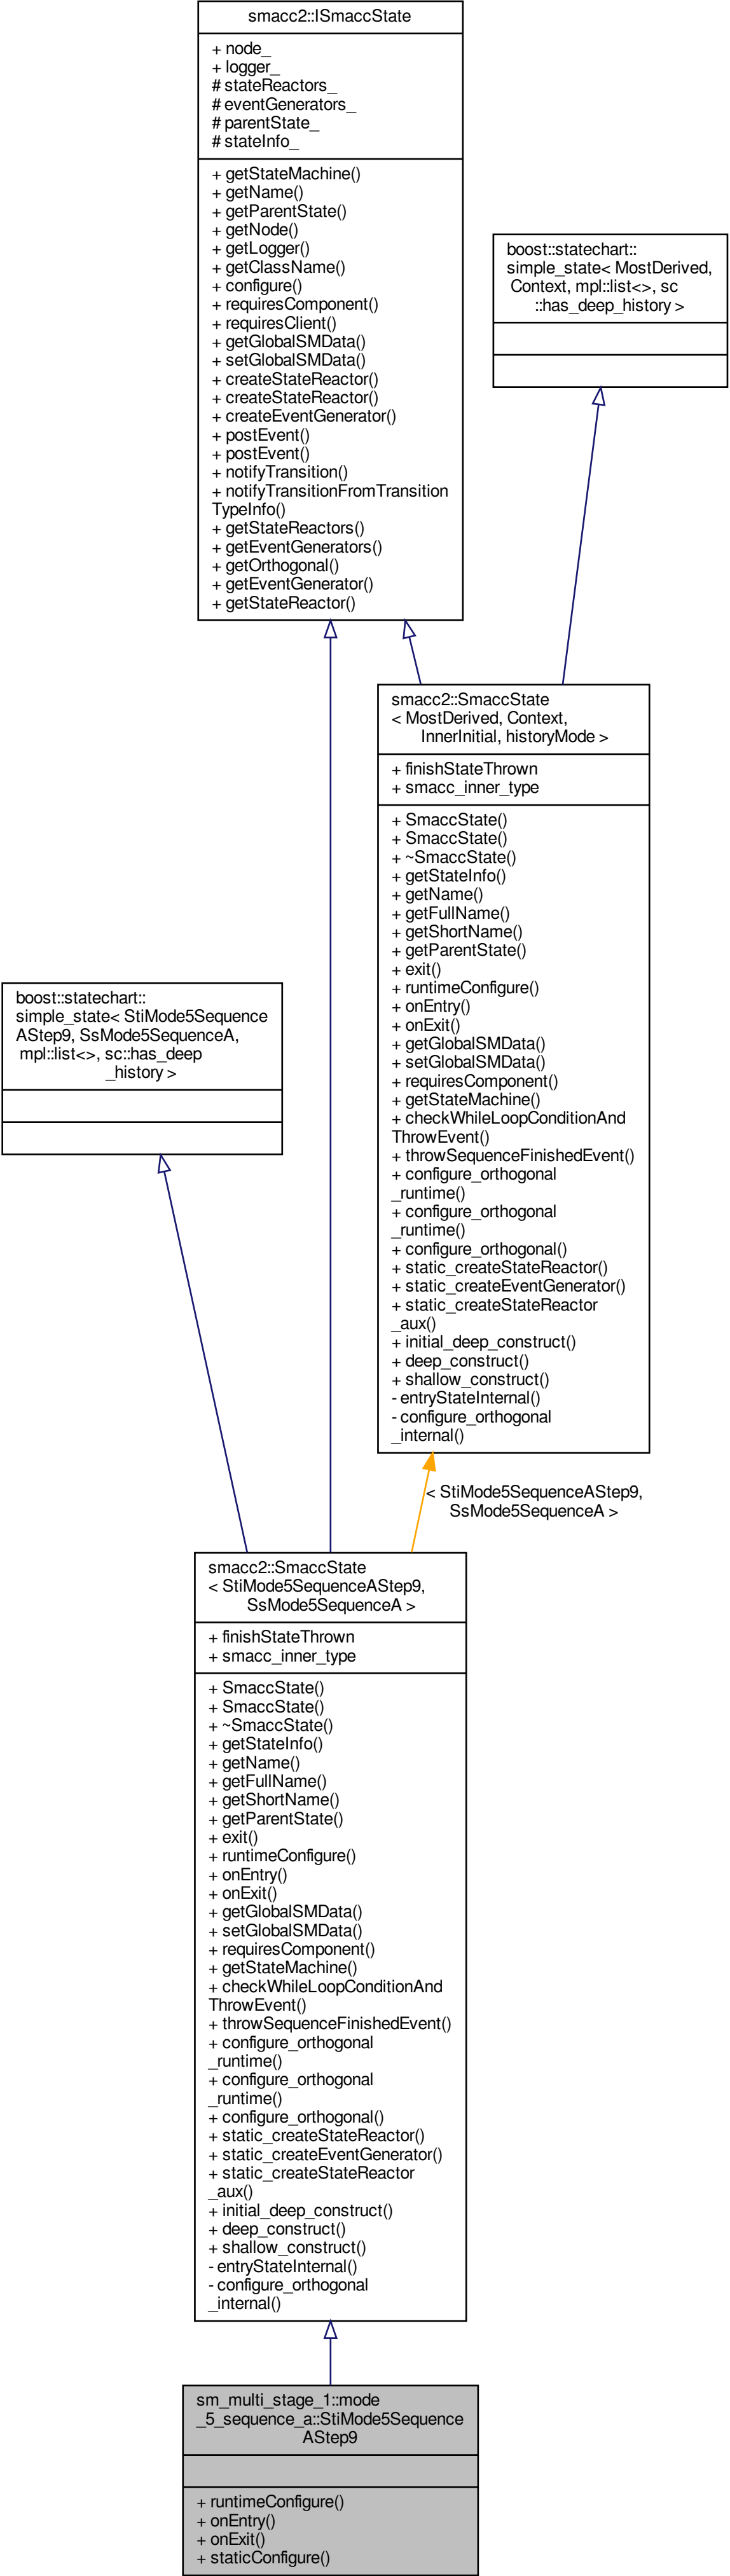 smacc2::ISmaccState
+ node_
+ logger_
# stateReactors_
# eventGenerators_
# parentState_
# stateInfo_
+ getStateMachine()
+ getName()
+ getParentState()
+ getNode()
+ getLogger()
+ getClassName()
+ configure()
+ requiresComponent()
+ requiresClient()
+ getGlobalSMData()
+ setGlobalSMData()
+ createStateReactor()
+ createStateReactor()
+ createEventGenerator()
+ postEvent()
+ postEvent()
+ notifyTransition()
+ notifyTransitionFromTransition
TypeInfo()
+ getStateReactors()
+ getEventGenerators()
+ getOrthogonal()
+ getEventGenerator()
+ getStateReactor()
boost::statechart::
simple_state< MostDerived,
Context, mpl::list<>, sc
::has_deep_history >
smacc2::SmaccState
< MostDerived, Context,
InnerInitial, historyMode >
+ finishStateThrown
+ smacc_inner_type
+ SmaccState()
+ SmaccState()
+ ~SmaccState()
+ getStateInfo()
+ getName()
+ getFullName()
+ getShortName()
+ getParentState()
+ exit()
+ runtimeConfigure()
+ onEntry()
+ onExit()
+ getGlobalSMData()
+ setGlobalSMData()
+ requiresComponent()
+ getStateMachine()
+ checkWhileLoopConditionAnd
ThrowEvent()
+ throwSequenceFinishedEvent()
+ configure_orthogonal
_runtime()
+ configure_orthogonal
_runtime()
+ configure_orthogonal()
+ static_createStateReactor()
+ static_createEventGenerator()
+ static_createStateReactor
_aux()
+ initial_deep_construct()
+ deep_construct()
+ shallow_construct()
- entryStateInternal()
- configure_orthogonal
_internal()
boost::statechart::
simple_state< StiMode5Sequence
AStep9, SsMode5SequenceA,
mpl::list<>, sc::has_deep
_history >
< StiMode5SequenceAStep9,
SsMode5SequenceA >
smacc2::SmaccState
< StiMode5SequenceAStep9,
SsMode5SequenceA >
+ finishStateThrown
+ smacc_inner_type
+ SmaccState()
+ SmaccState()
+ ~SmaccState()
+ getStateInfo()
+ getName()
+ getFullName()
+ getShortName()
+ getParentState()
+ exit()
+ runtimeConfigure()
+ onEntry()
+ onExit()
+ getGlobalSMData()
+ setGlobalSMData()
+ requiresComponent()
+ getStateMachine()
+ checkWhileLoopConditionAnd
ThrowEvent()
+ throwSequenceFinishedEvent()
+ configure_orthogonal
_runtime()
+ configure_orthogonal
_runtime()
+ configure_orthogonal()
+ static_createStateReactor()
+ static_createEventGenerator()
+ static_createStateReactor
_aux()
+ initial_deep_construct()
+ deep_construct()
+ shallow_construct()
- entryStateInternal()
- configure_orthogonal
_internal()
sm_multi_stage_1::mode
_5_sequence_a::StiMode5Sequence
AStep9
+ runtimeConfigure()
+ onEntry()
+ onExit()
+ staticConfigure()